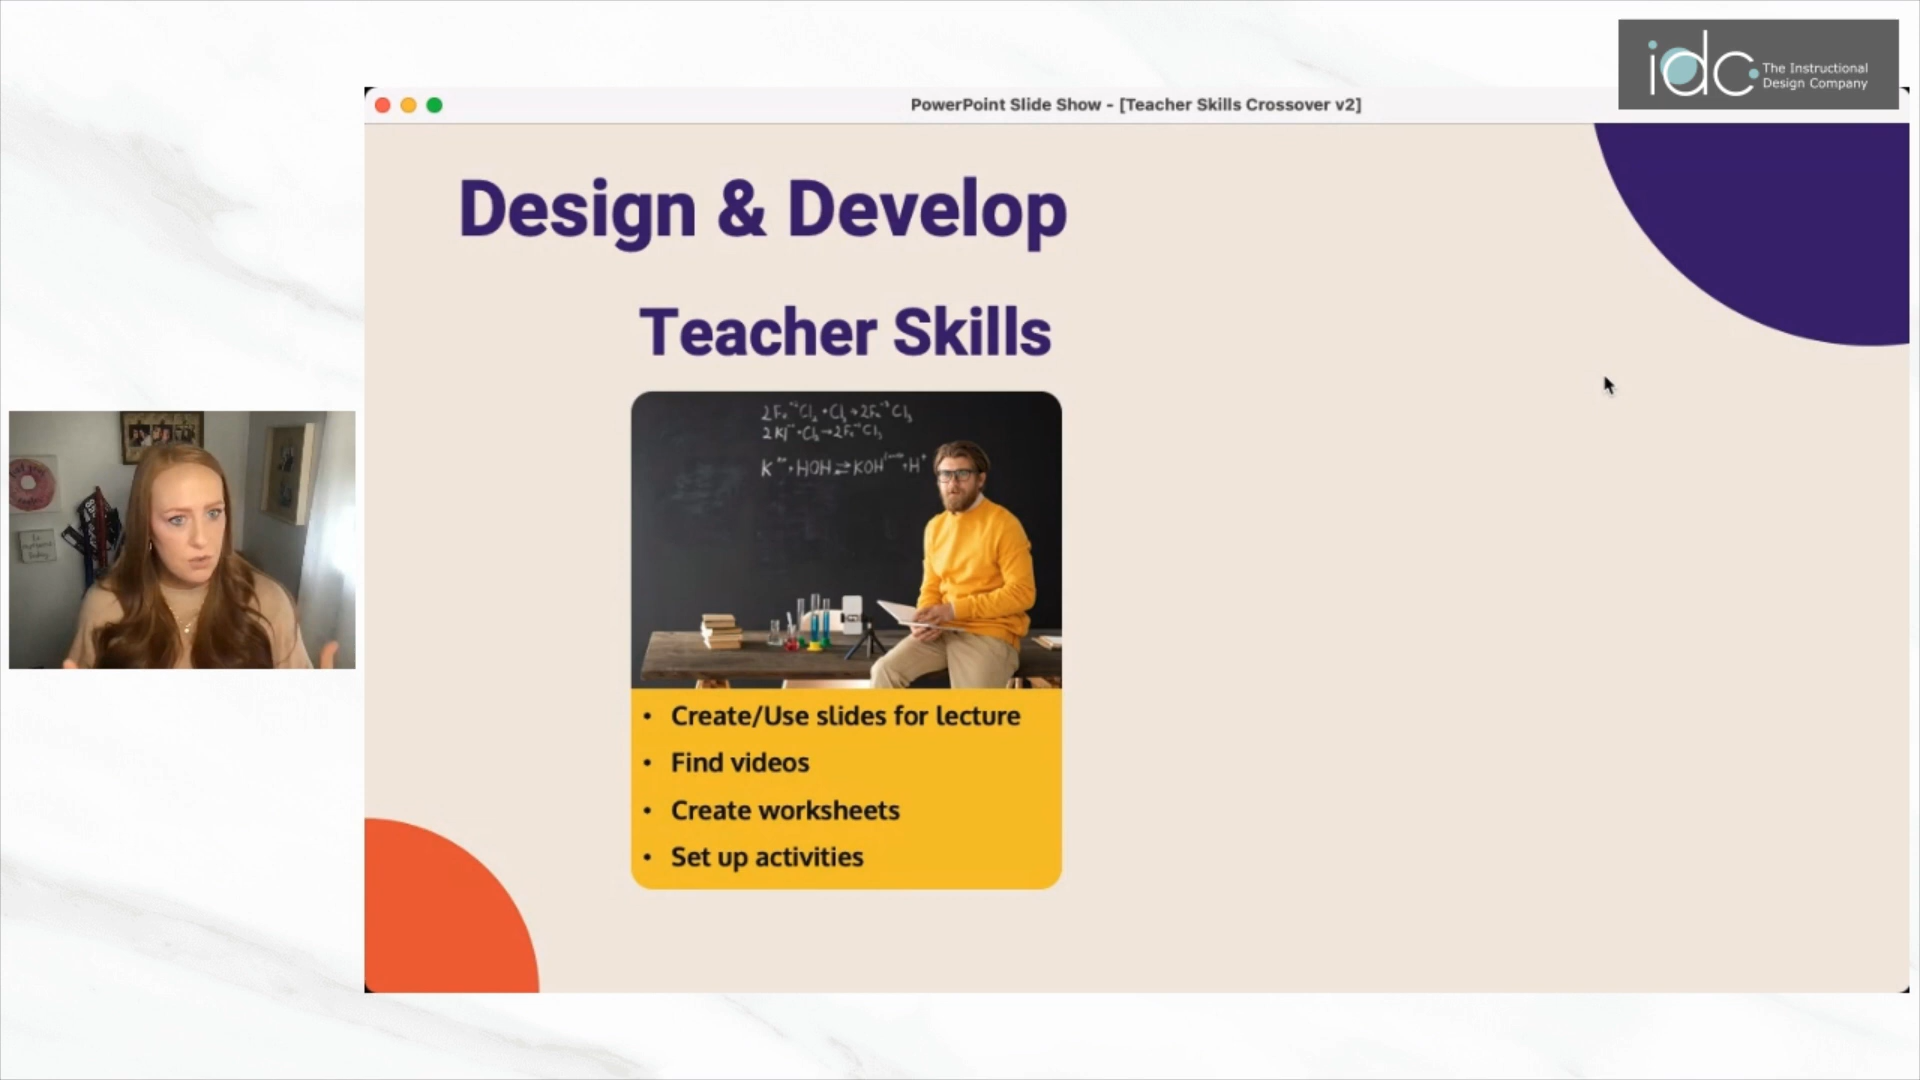 idc The Instructional
Design Company
PowerPoint Slide Show - [Teacher Skills Crossover v2]
Design & Develop
Teacher Skills
• Create/Use slides for lecture
• Find videos
• Create worksheets
• Set up activities